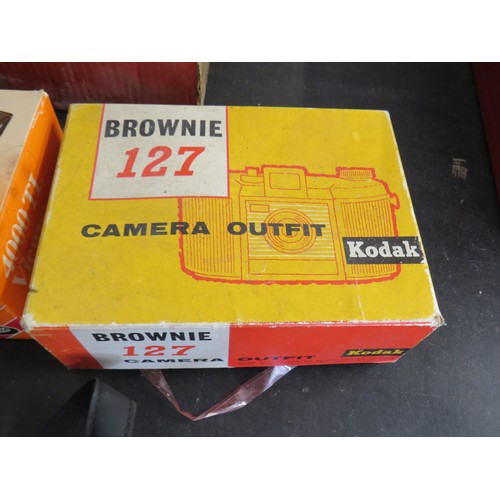 BROWNIE
127
CAMERA OUTFIT
Kodak
BROWNIE
127
CAMERA OUTFIT
Kodak